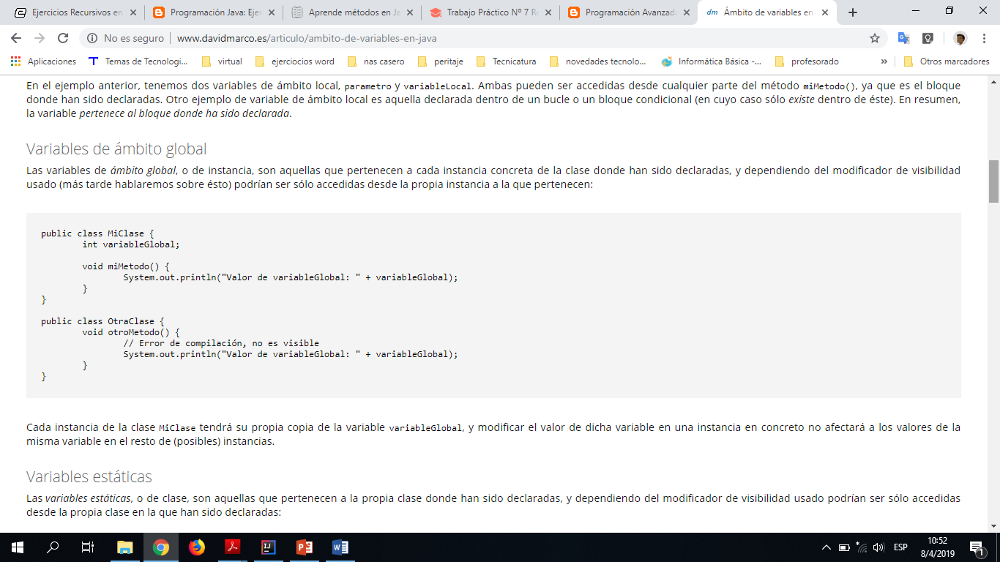 Ejercicios Recursivos en
Programación Java: Ejer
Aprende métodos en Ja
Trabajo Práctico Nº 7 Re
Programación Avanzada
dm Ámbito de variables en
No es seguro | www.davidmarco.es/articulo/ambito-de-variables-en-java
Aplicaciones
T Temas de Tecnologi...
virtual
ejerciocios word
nas casero
peritaje
Tecnicatura
novedades tecnolo...
Informática Básica -...
profesorado
»
Otros marcadores
En el ejemplo anterior, tenemos dos variables de ámbito local, parametro y variableLocal. Ambas pueden ser accedidas desde cualquier parte del método miMetodo(), ya que es el bloque
donde han sido declaradas. Otro ejemplo de variable de ámbito local es aquella declarada dentro de un bucle o un bloque condicional (en cuyo caso sólo existe dentro de éste). En resumen,
la variable pertenece al bloque donde ha sido declarada.
Variables de ámbito global
Las variables de ámbito global, o de instancia, son aquellas que pertenecen a cada instancia concreta de la clase donde han sido declaradas, y dependiendo del modificador de visibilidad
usado (más tarde hablaremos sobre ésto) podrían ser sólo accedidas desde la propia instancia a la que pertenecen:
public class MiClase {
int variableGlobal;
void miMetodo() {
System.out.println("Valor de variableGlobal: " + variableGlobal);
}
}
public class OtraClase {
void otroMetodo() {
// Error de compilación, no es visible
System.out.println("Valor de variableGlobal: " + variableGlobal);
}
}
Cada instancia de la clase MiClase tendrá su propia copia de la variable variableGlobal, y modificar el valor de dicha variable en una instancia en concreto no afectará a los valores de la
misma variable en el resto de (posibles) instancias.
Variables estáticas
Las variables estáticas, o de clase, son aquellas que pertenecen a la propia clase donde han sido declaradas, y dependiendo del modificador de visibilidad usado podrían ser sólo accedidas
desde la propia clase en la que han sido declaradas:
ESP
10:52
8/4/2019
1